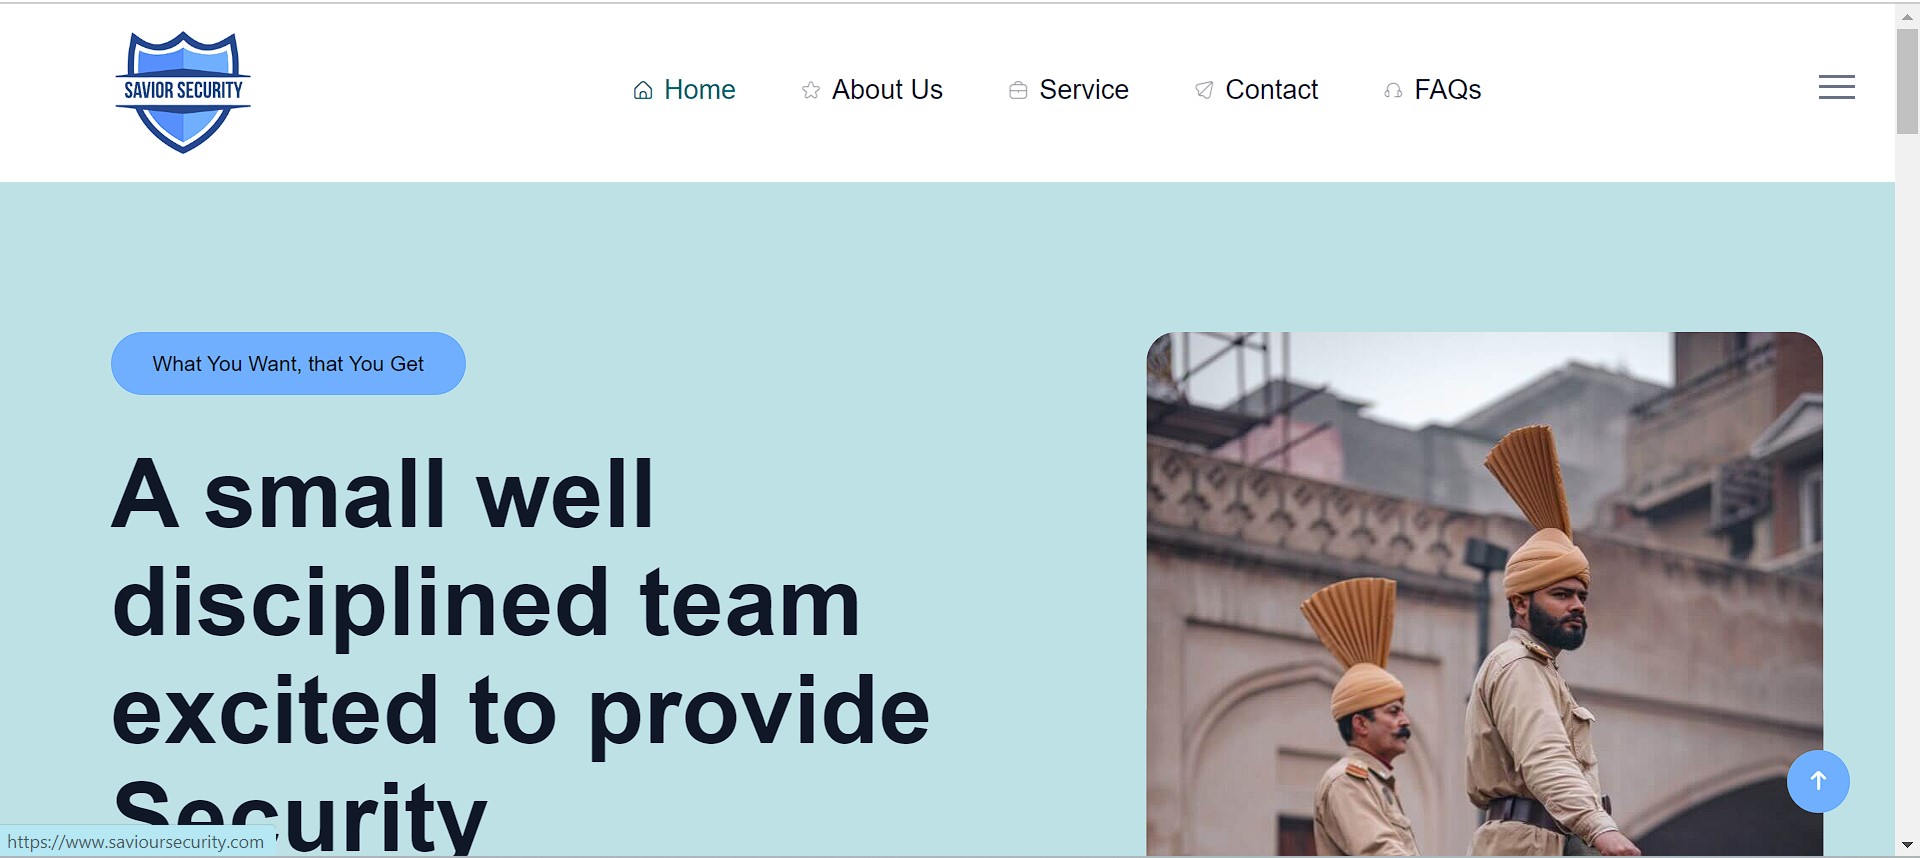 SAVIOR SECURITY
Home About Us Service Contact FAQs
What You Want, that You Get
A small well
disciplined team
excited to provide
Security
https://www.savioursecurity.com